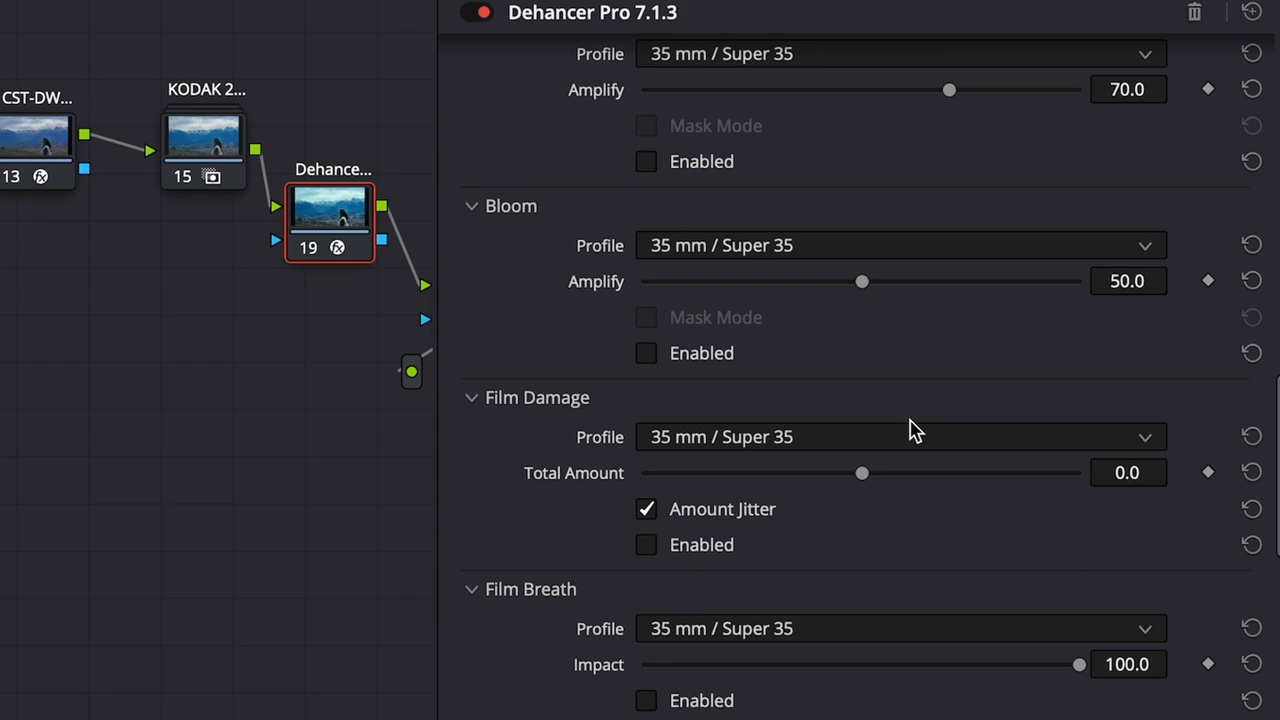 Dehancer Pro 7.1.3
Profile 35 mm / Super 35
Amplify 70.0
Mask Mode
Enabled
Bloom
Profile 35 mm / Super 35
Amplify 50.0
Mask Mode
Enabled
Film Damage
Profile 35 mm / Super 35
Total Amount 0.0
Amount Jitter
Enabled
Film Breath
Profile 35 mm / Super 35
Impact 100.0
Enabled
CST-DW...
13
KODAK 2...
15
Dehance...
19